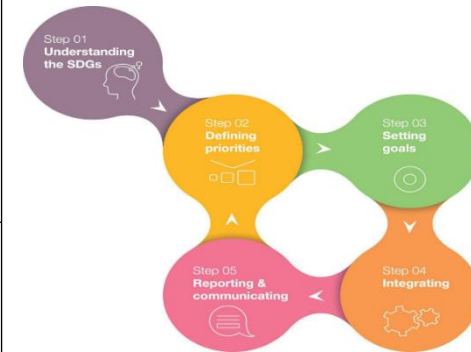 Step 01
Understanding
the SDGs
Step 02
Defining
priorities
Step 03
Setting
goals
Step 04
Integrating
Step 05
Reporting &
communicating